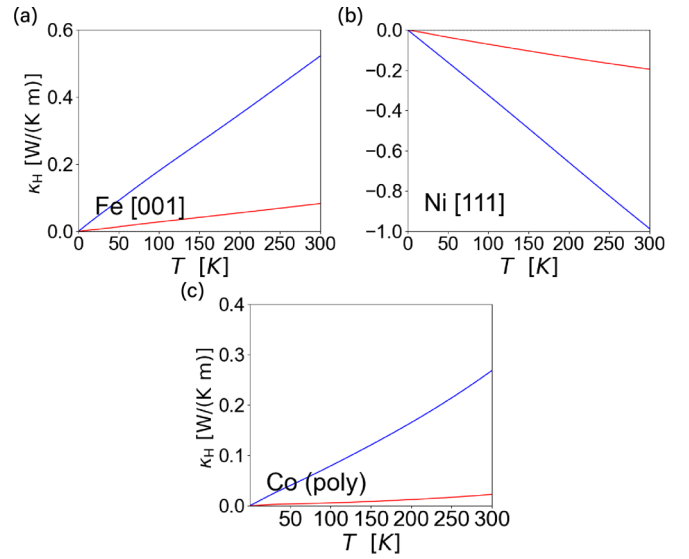 (a)
0.6
0.4
0.2
0.0
κH [W/(K m)]
Fe [001]
0 50 100 150 200 250 300
T [K]
(b)
0.0
−0.2
−0.4
−0.6
−0.8
−1.0
Ni [111]
0 50 100 150 200 250 300
T [K]
(c)
0.4
0.3
0.2
0.1
0.0
κH [W/(K m)]
Co (poly)
50 100 150 200 250 300
T [K]